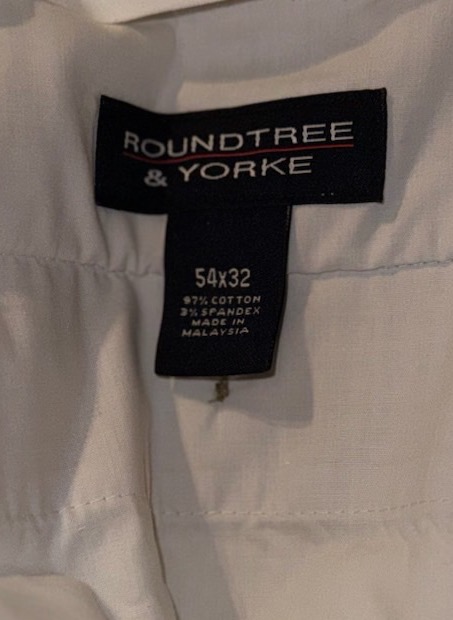 ROUNDTREE
& YORKE
54x32
97% COTTON
3% SPANDEX
MADE IN
MALAYSIA